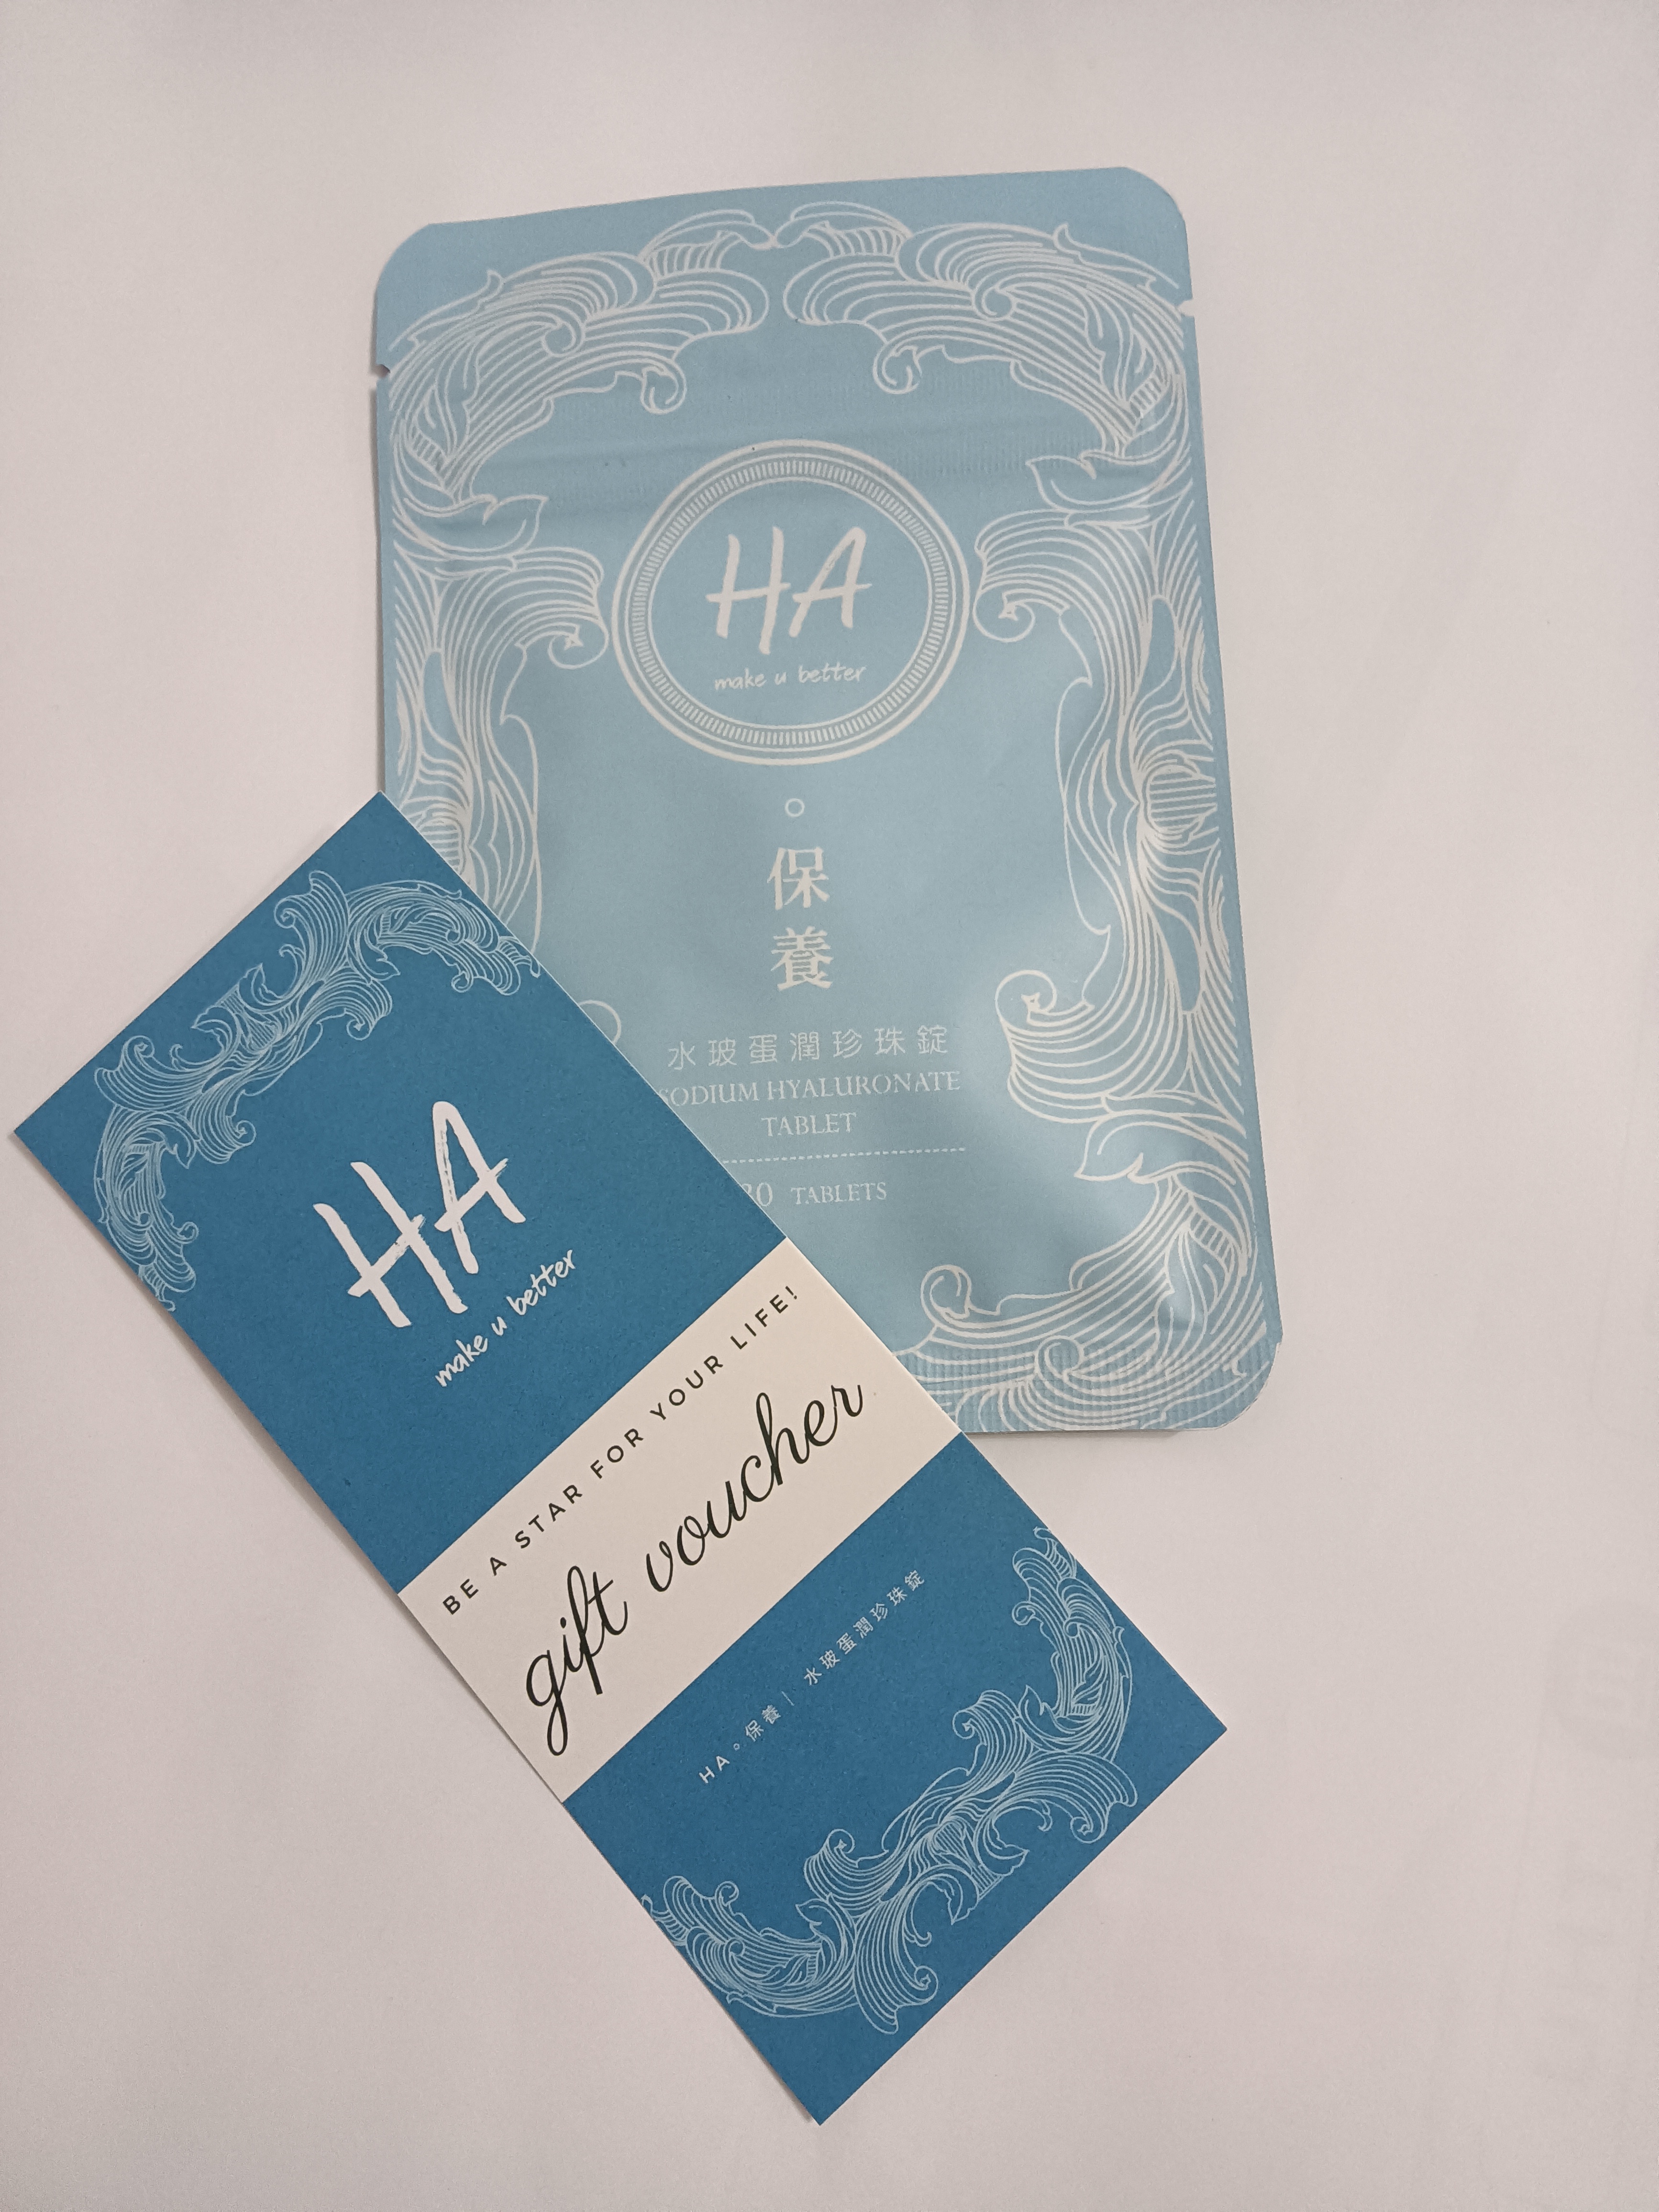 HA
make u better
。保養
水玻蛋潤珍珠錠
SODIUM HYALURONATE
TABLET
TABLETS
HA
make u better
BE A STAR FOR YOUR LIFE!
gift voucher
HA。保養| 水玻蛋潤珍珠錠